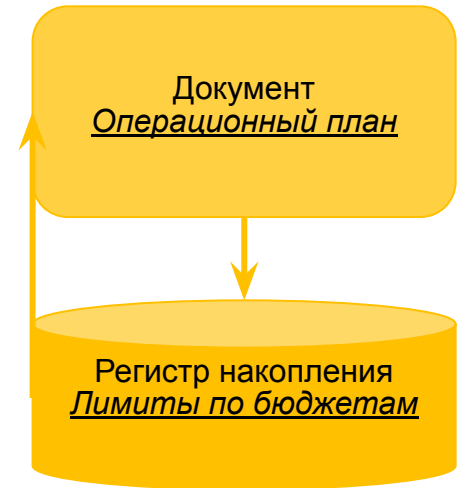 Документ
Операционный план
Регистр накопления
Лимиты по бюджетам